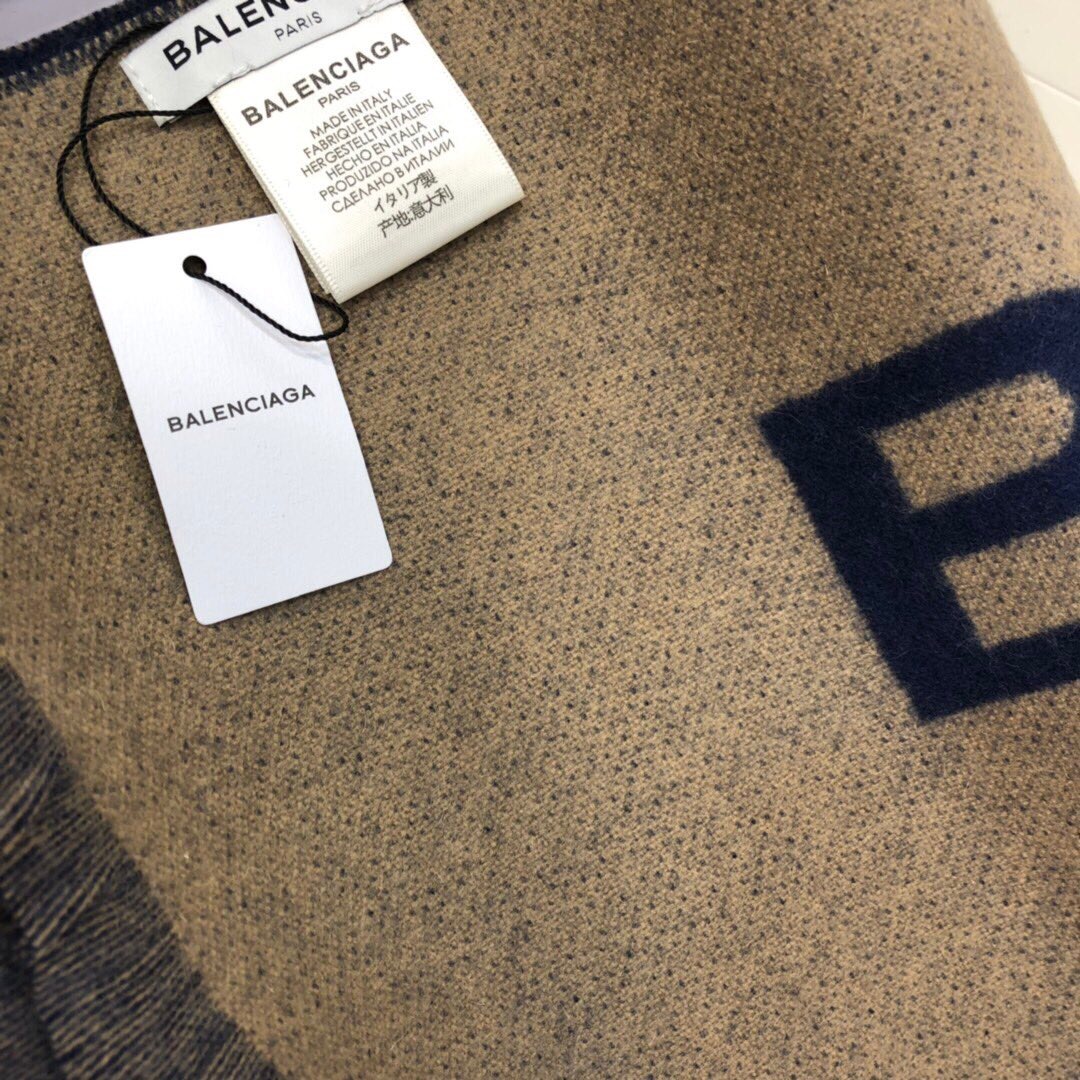 BALENC
PARIS
BALENCIAGA
PARIS
MADE IN ITALY
FABRIQUE EN ITALIE
HERGESTELLT IN ITALIEN
HECHO EN ITALIA
PRODUZIDO NA ITALIA
СДЕЛАНО В ИТАЛИИ
イタリア製
产地:意大利
BALENCIAGA
B